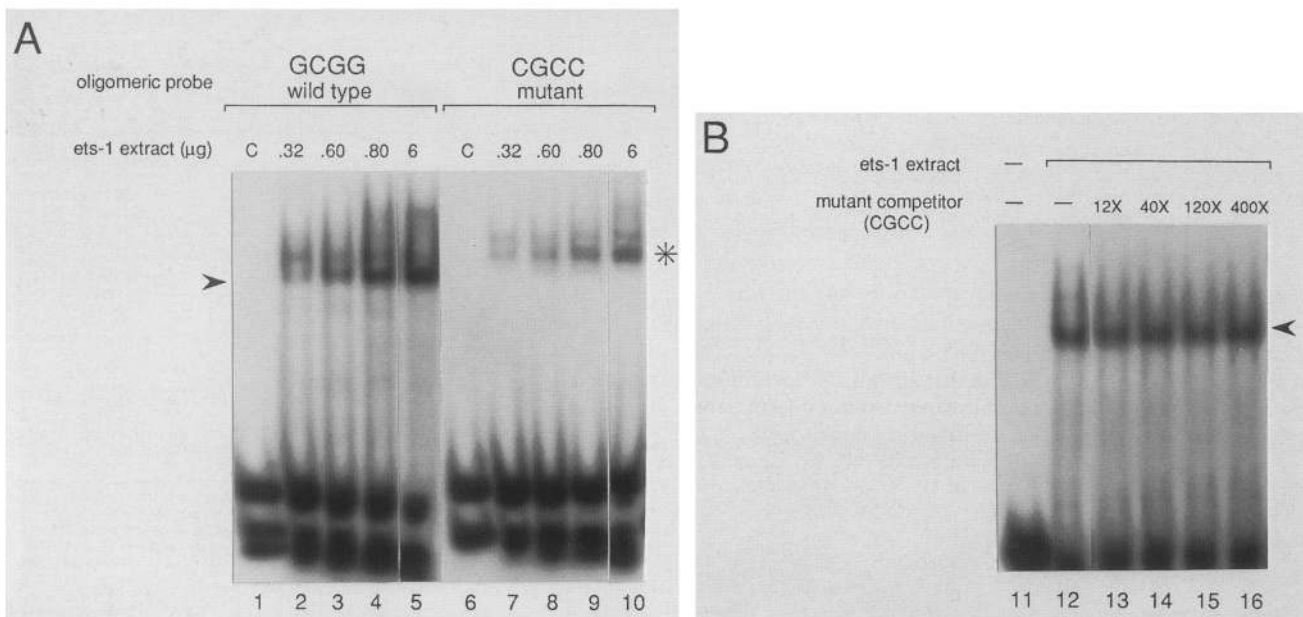 A
GCGG CGCC
oligomeric probe wild type mutant
ets-1 extract (µg) C .32 .60 .80 6 C .32 .60 .80 6
*
1 2 3 4 5 6 7 8 9 10
B
ets-1 extract —
mutant competitor — — 12X 40X 120X 400X
(CGCC)
11 12 13 14 15 16